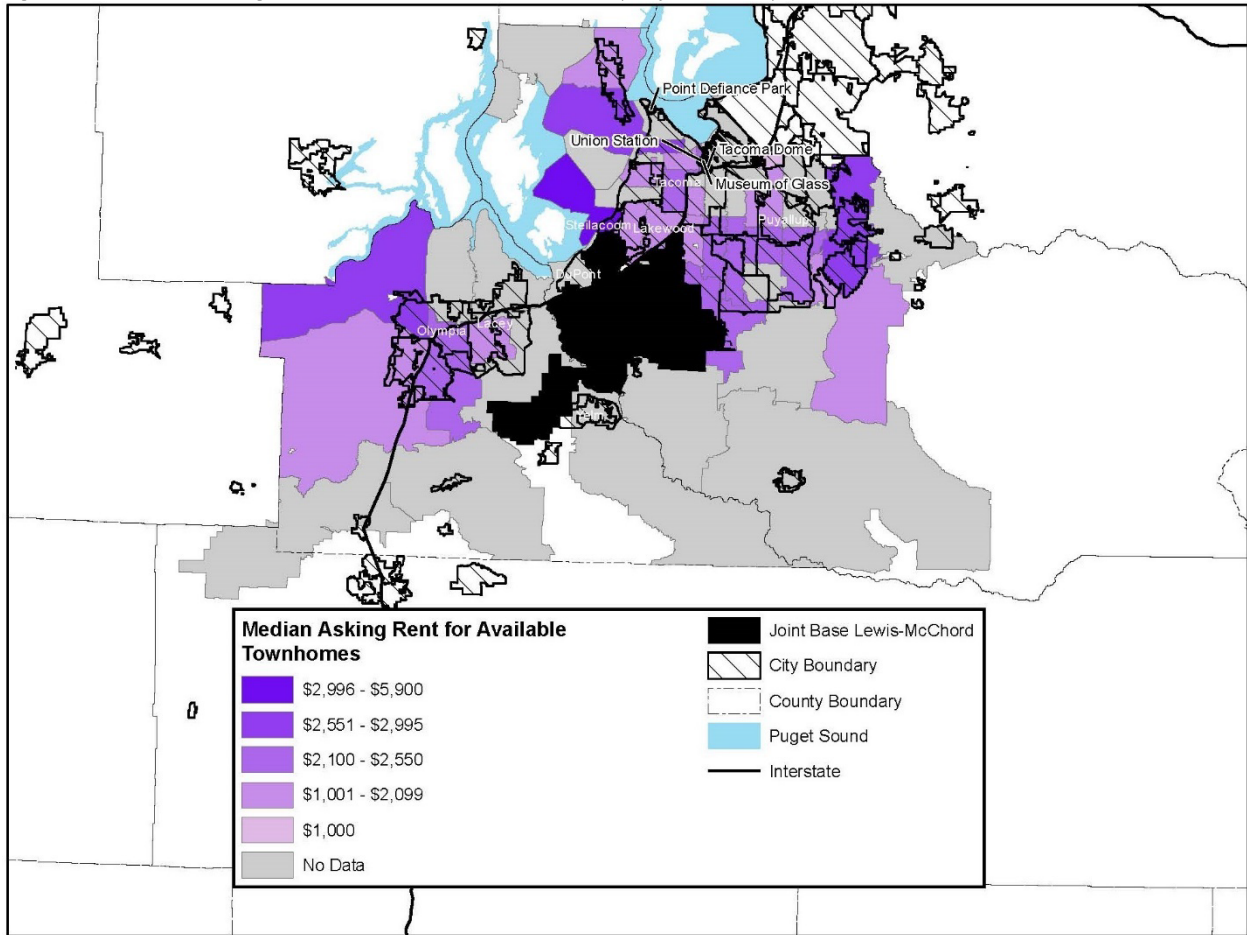 Point Defiance Park
Union Station
Tacoma Dome
Tacoma
Museum of Glass
Steilacoom
Lakewood
Puyallup
DuPont
Olympia
Lacey
Median Asking Rent for Available
Townhomes
$2,996 - $5,900
$2,551 - $2,995
$2,100 - $2,550
$1,001 - $2,099
$1,000
No Data
Joint Base Lewis-McChord
City Boundary
County Boundary
Puget Sound
Interstate